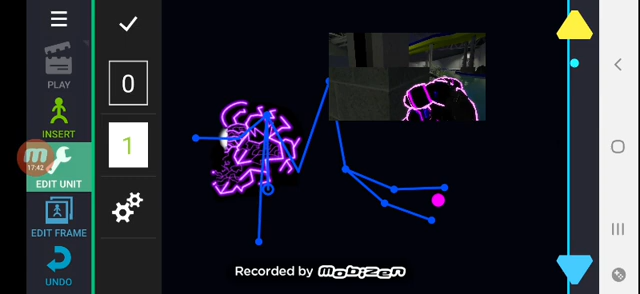 PLAY
0
INSERT
1
17:42
EDIT UNIT
EDIT FRAME
UNDO
Recorded by mobizen